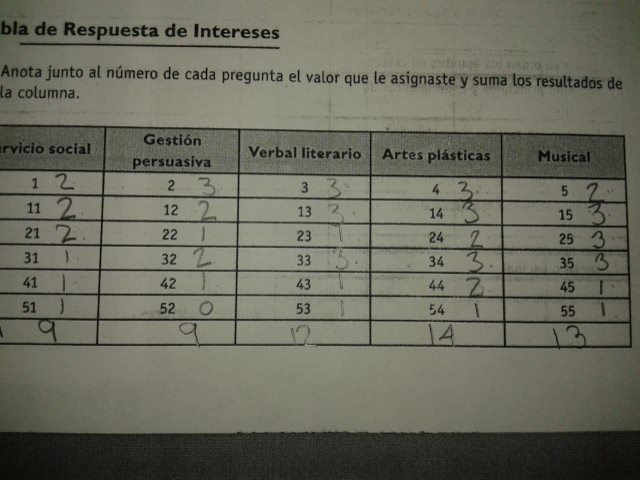 bla de Respuesta de Intereses
Anota junto al número de cada pregunta el valor que le asignaste y suma los resultados de
la columna.
ervicio social Gestión persuasiva Verbal literario Artes plásticas Musical
1 2 2 3 3 3 4 3 5 2
11 2 12 2 13 14 3 15 3
21 2 22 1 23 1 24 2 25 3
31 1 32 2 33 3 34 3 35 3
41 1 42 1 43 1 44 2 45 1
51 1 52 0 53 1 54 1 55 1
9 9 12 14 13